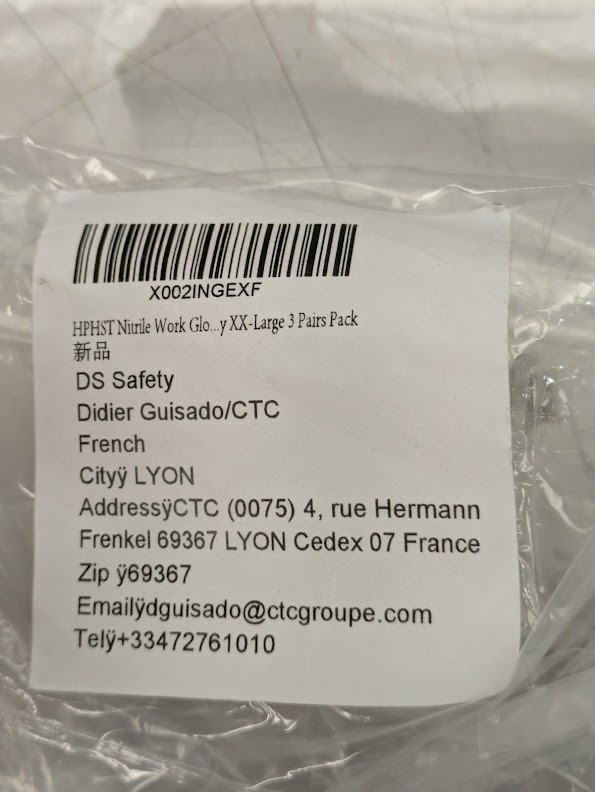 X002INGEXF
HPHST Nitrile Work Glo...y XX-Large 3 Pairs Pack
新品
DS Safety
Didier Guisado/CTC
French
Cityÿ LYON
AddressÿCTC (0075) 4, rue Hermann
Frenkel 69367 LYON Cedex 07 France
Zip ÿ69367
Emailÿdguisado@ctcgroupe.com
Telÿ+33472761010